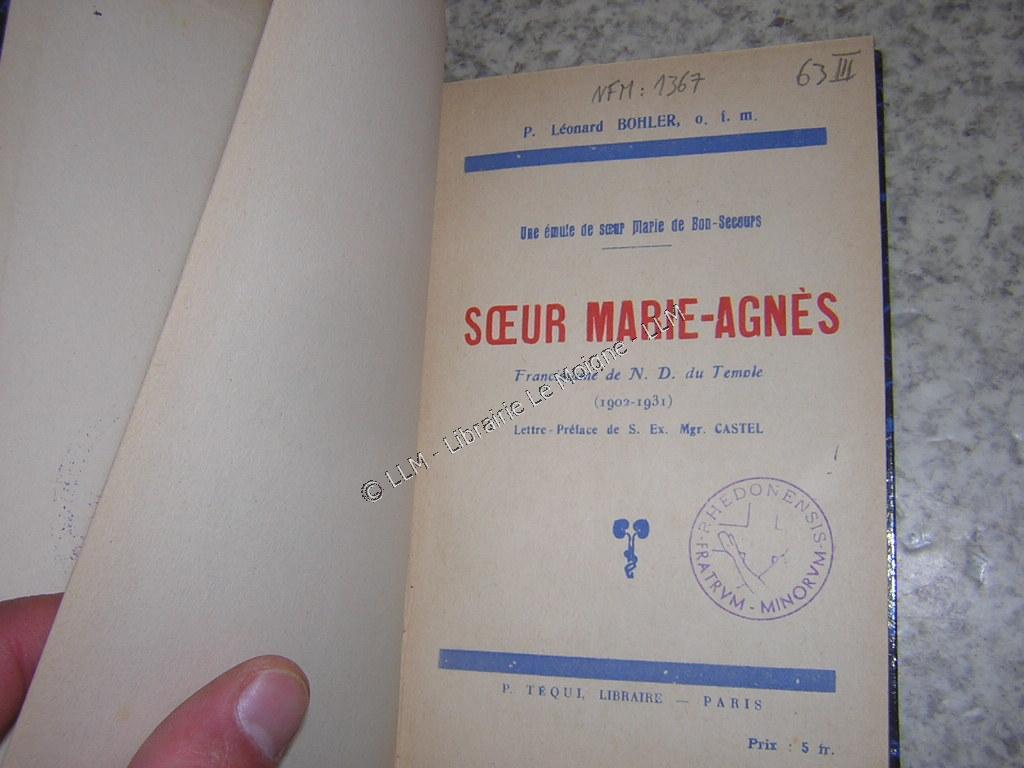 NFM : 1367
63 III
P. Léonard BOHLER, o. f. m.
Une émule de sœur Marie de Bon-Secours
SŒUR MARIE-AGNÈS
Franciscaine de N. D. du Temple
(1902-1931)
Lettre-Préface de S. Ex. Mgr. CASTEL
© LLM - Librairie Le Moigne - LLM
RHEDONENSIS
FRATRVM - MINORVM
P. TÉQUI, LIBRAIRE — PARIS
Prix : 5 fr.